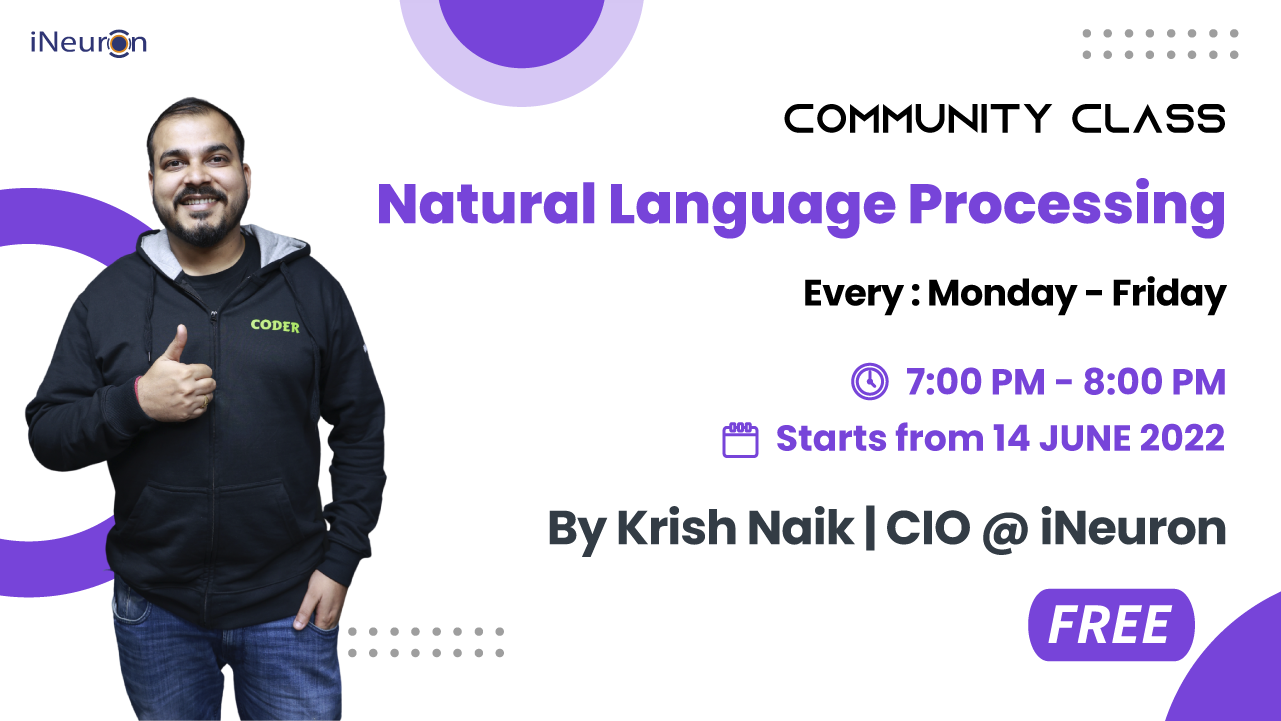 iNeuron
COMMUNITY CLASS
Natural Language Processing
Every : Monday - Friday
CODER
7:00 PM - 8:00 PM
Starts from 14 JUNE 2022
By Krish Naik | CIO @ iNeuron
FREE